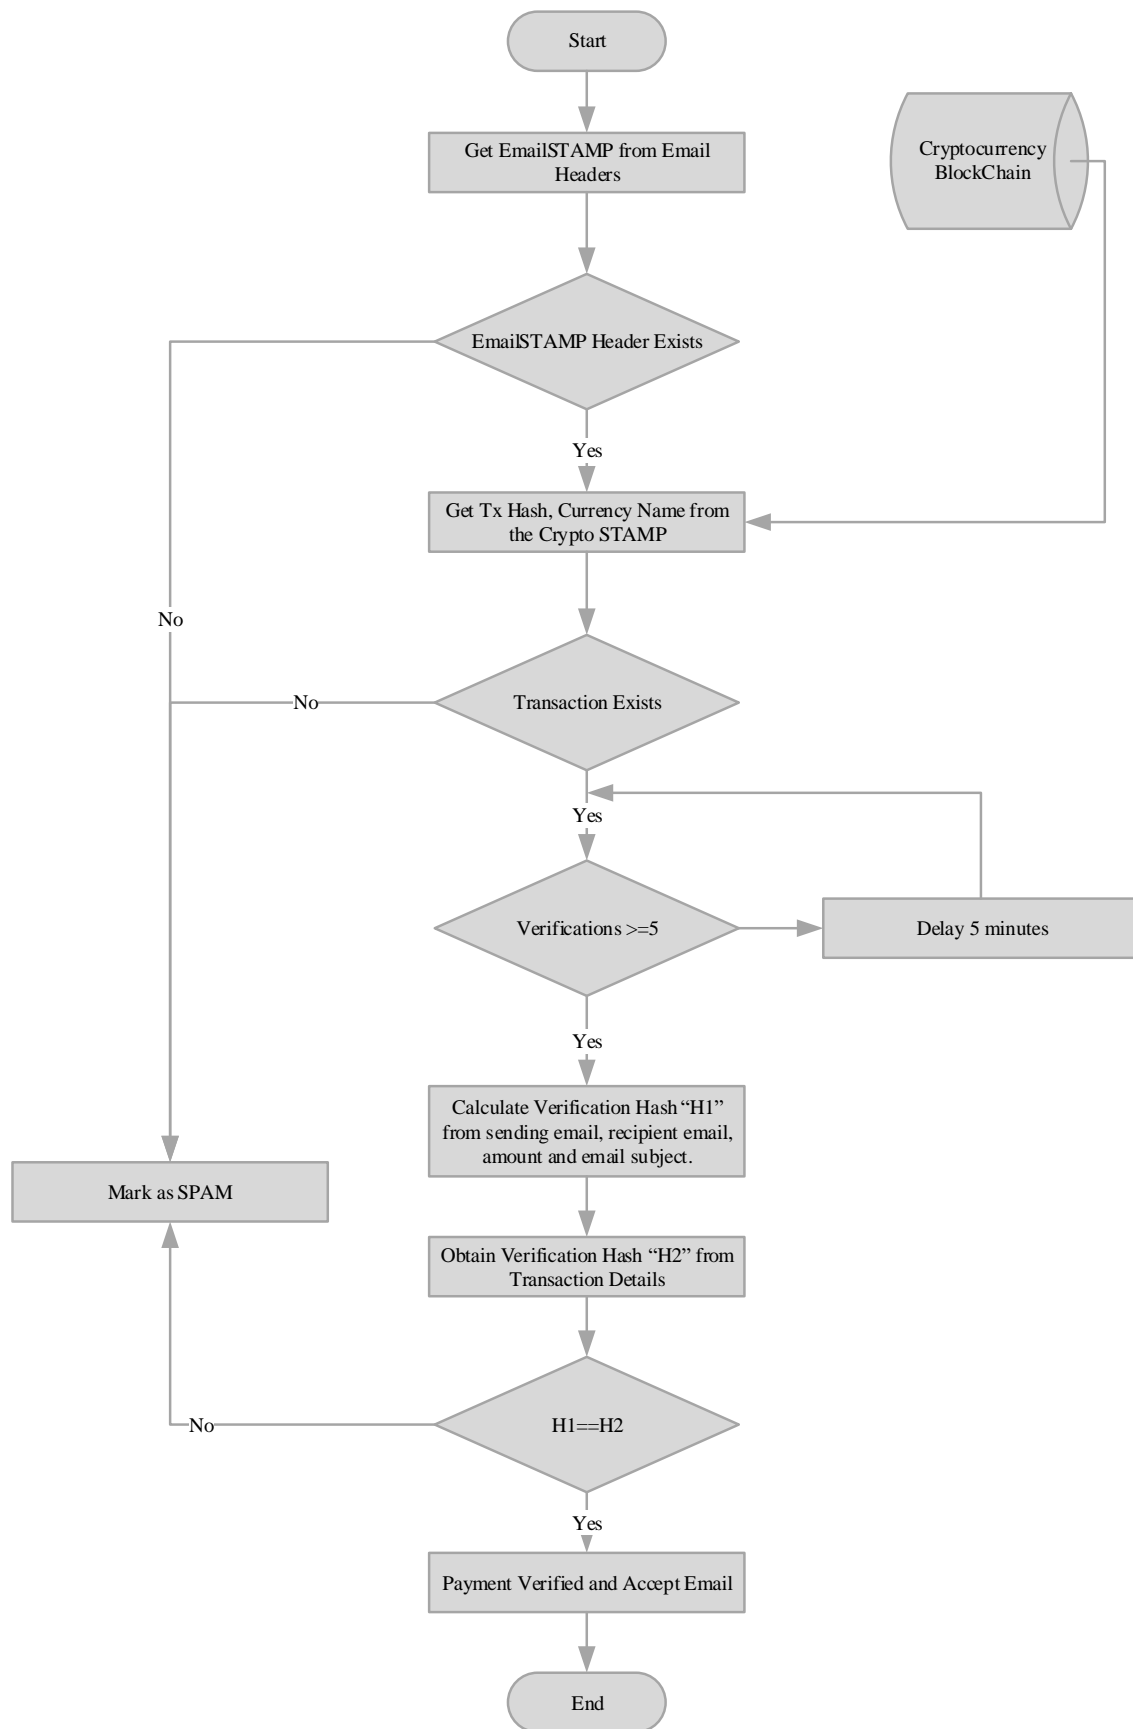 Start
Get EmailSTAMP from Email
Headers
Cryptocurrency
BlockChain
EmailSTAMP Header Exists
Yes
Get Tx Hash, Currency Name from
the Crypto STAMP
No
Transaction Exists
No
Yes
Verifications >=5
Delay 5 minutes
Yes
Calculate Verification Hash “H1”
from sending email, recipient email,
amount and email subject.
Mark as SPAM
Obtain Verification Hash “H2” from
Transaction Details
H1==H2
No
Yes
Payment Verified and Accept Email
End